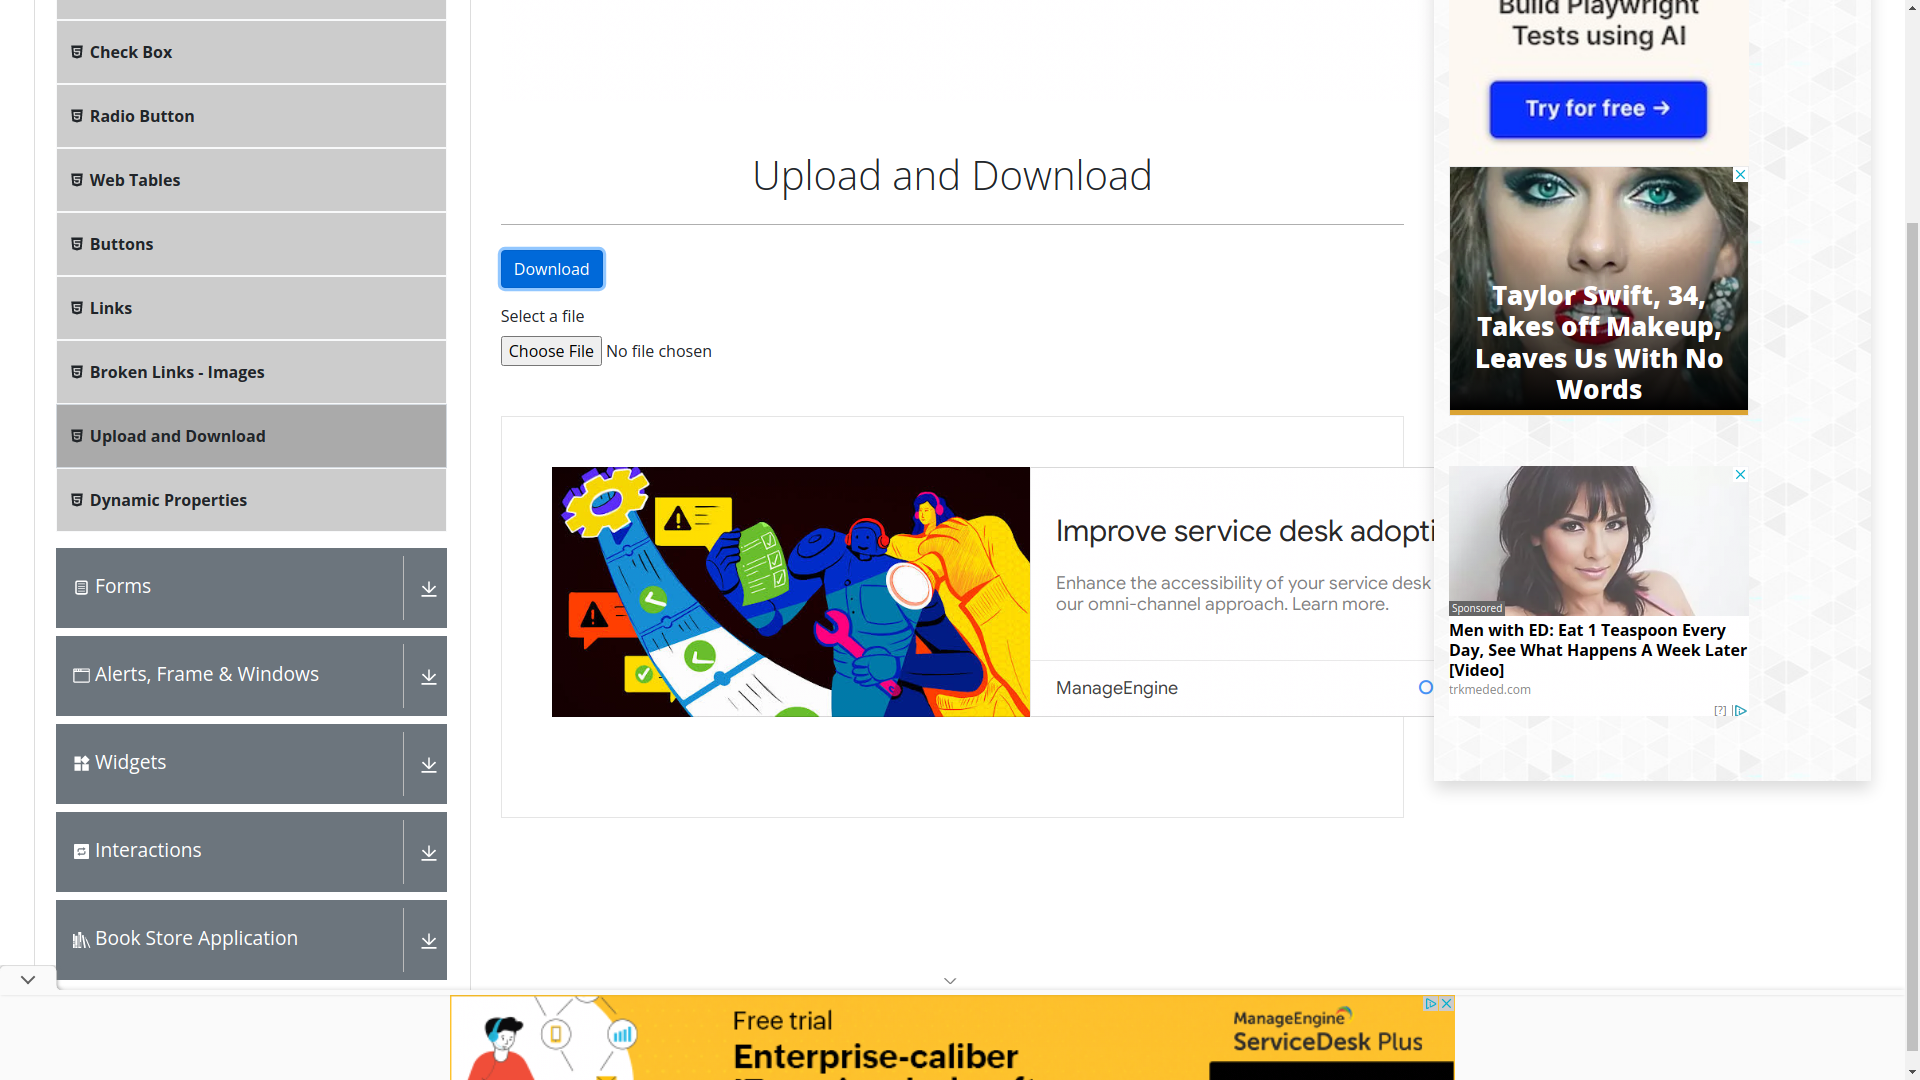 Check Box
Radio Button
Web Tables
Buttons
Links
Broken Links - Images
Upload and Download
Dynamic Properties
Forms
Alerts, Frame & Windows
Widgets
Interactions
Book Store Application
Upload and Download
Download
Select a file
Choose File No file chosen
Improve service desk adopti
Enhance the accessibility of your service desk
our omni-channel approach. Learn more.
ManageEngine
Build Playwright
Tests using AI
Try for free →
Taylor Swift, 34,
Takes off Makeup,
Leaves Us With No
Words
Sponsored
Men with ED: Eat 1 Teaspoon Every
Day, See What Happens A Week Later
[Video]
trkmeded.com
[?]
Free trial
Enterprise-caliber
ManageEngine
ServiceDesk Plus